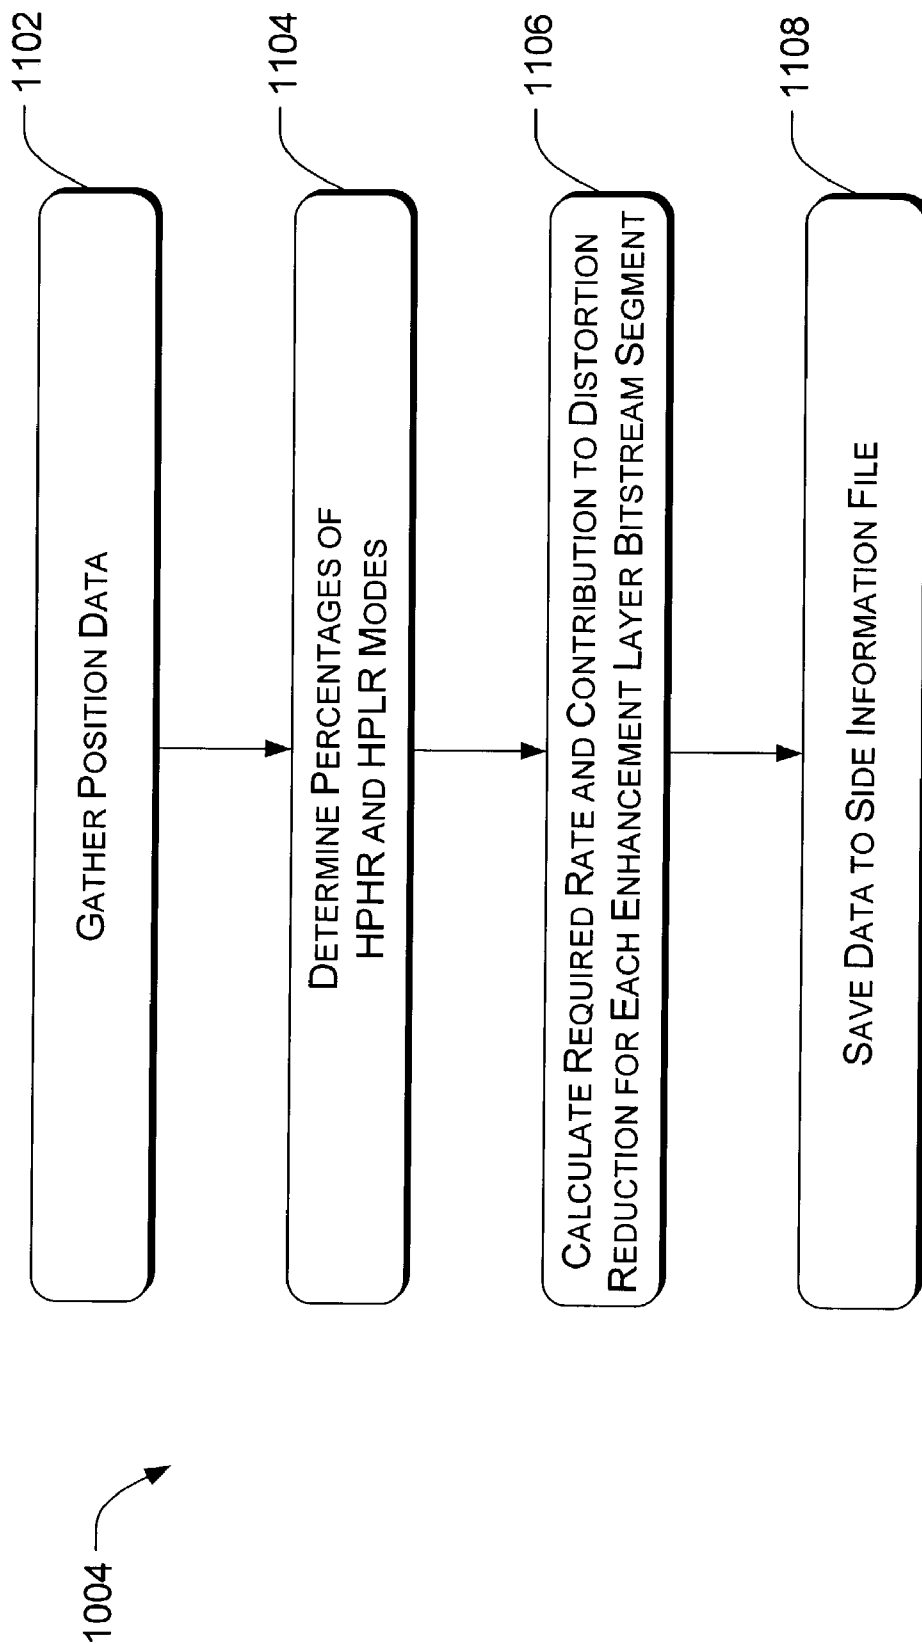 1004
GATHER POSITION DATA
1102
DETERMINE PERCENTAGES OF
HPHR AND HPLR MODES
1104
CALCULATE REQUIRED RATE AND CONTRIBUTION TO DISTORTION
REDUCTION FOR EACH ENHANCEMENT LAYER BITSTREAM SEGMENT
1106
SAVE DATA TO SIDE INFORMATION FILE
1108